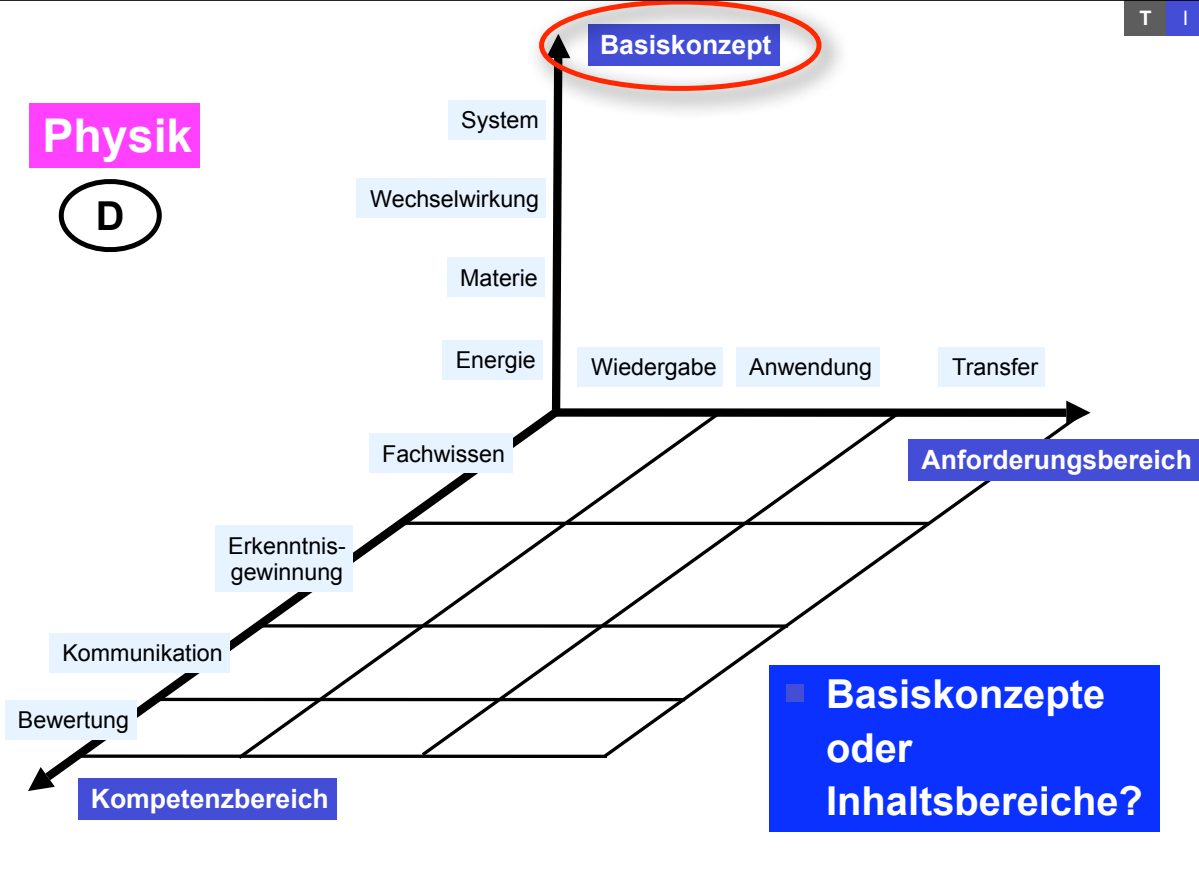 T I
Basiskonzept
Physik
D
System
Wechselwirkung
Materie
Energie
Wiedergabe Anwendung Transfer
Anforderungsbereich
Fachwissen
Erkenntnis-
gewinnung
Kommunikation
Bewertung
Kompetenzbereich
Basiskonzepte
oder
Inhaltsbereiche?